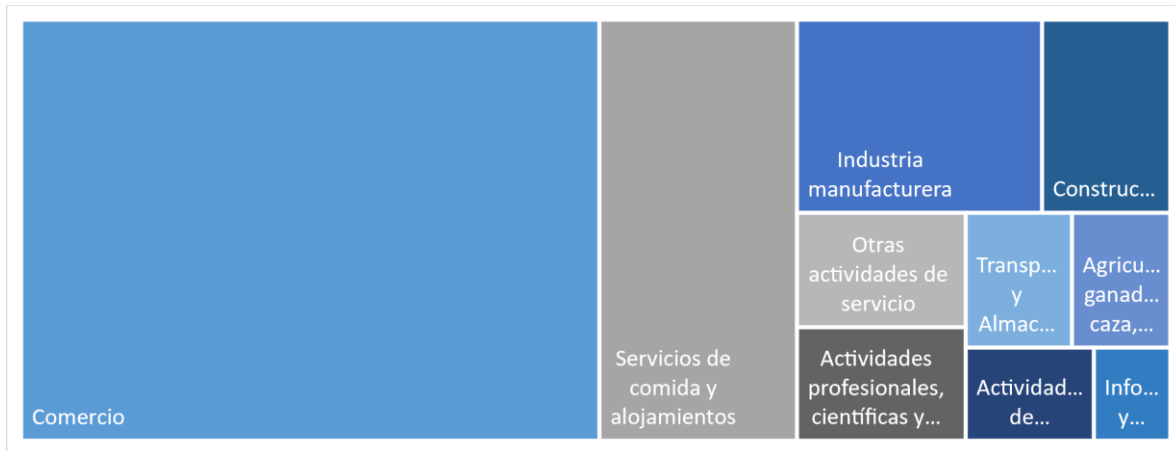 Comercio
Servicios de
comida y
alojamientos
Industria
manufacturera
Construc...
Otras
actividades de
servicio
Transp...
y
Almac...
Agricu...
ganad...
caza,...
Actividades
profesionales,
científicas y...
Actividad...
de...
Info...
y...